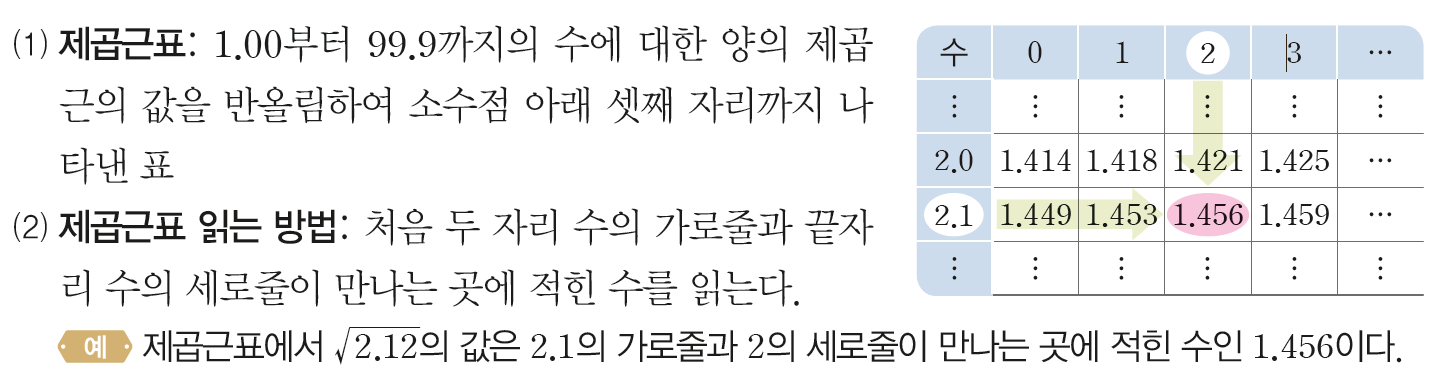 (1) 제곱근표: 1.00부터 99.9까지의 수에 대한 양의 제곱
근의 값을 반올림하여 소수점 아래 셋째 자리까지 나
타낸 표
(2) 제곱근표 읽는 방법: 처음 두 자리 수의 가로줄과 끝자
리 수의 세로줄이 만나는 곳에 적힌 수를 읽는다.
예 제곱근표에서 √2.12의 값은 2.1의 가로줄과 2의 세로줄이 만나는 곳에 적힌 수인 1.456이다.
수 0 1 2 3 ⋯
⋮ ⋮ ⋮ ⋮ ⋮ ⋮
2.0 1.414 1.418 1.421 1.425 ⋯
2.1 1.449 1.453 1.456 1.459 ⋯
⋮ ⋮ ⋮ ⋮ ⋮ ⋮